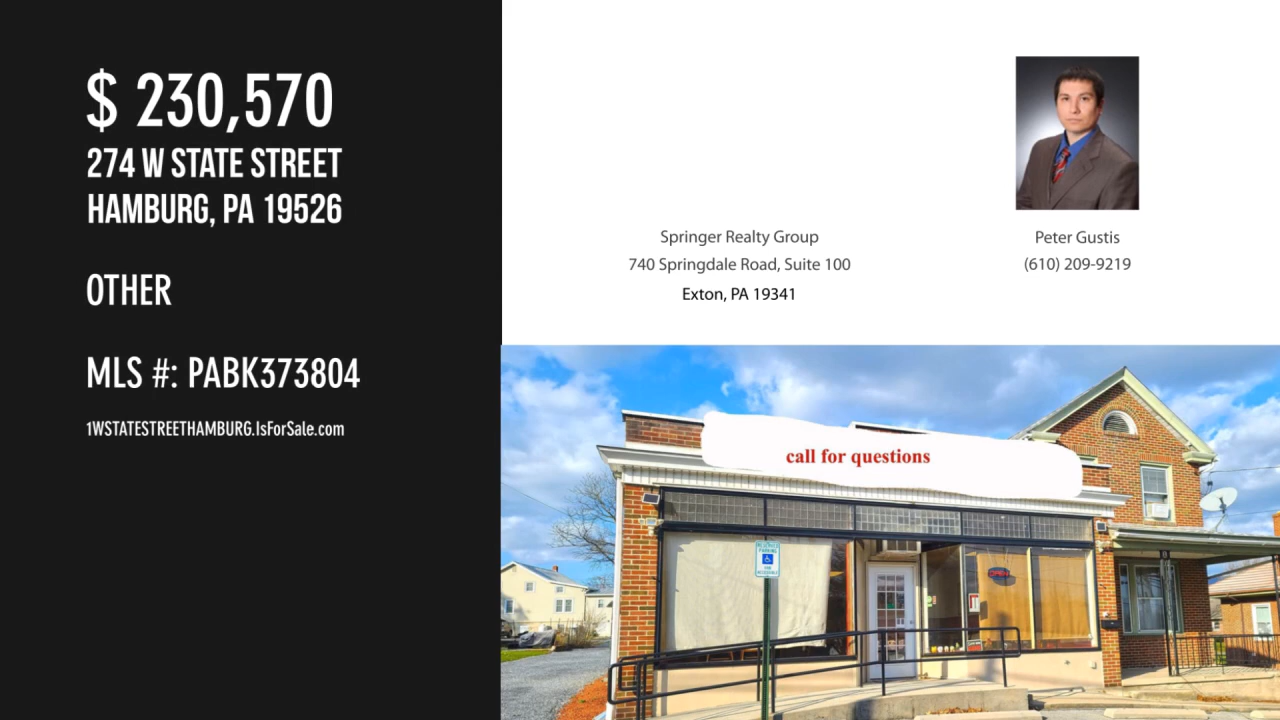 $ 230,570
274 W STATE STREET
HAMBURG, PA 19526
OTHER
MLS #: PABK373804
1WSTATESTREETHAMBURG.IsForSale.com
Springer Realty Group
740 Springdale Road, Suite 100
Exton, PA 19341
Peter Gustis
(610) 209-9219
call for questions
OPEN